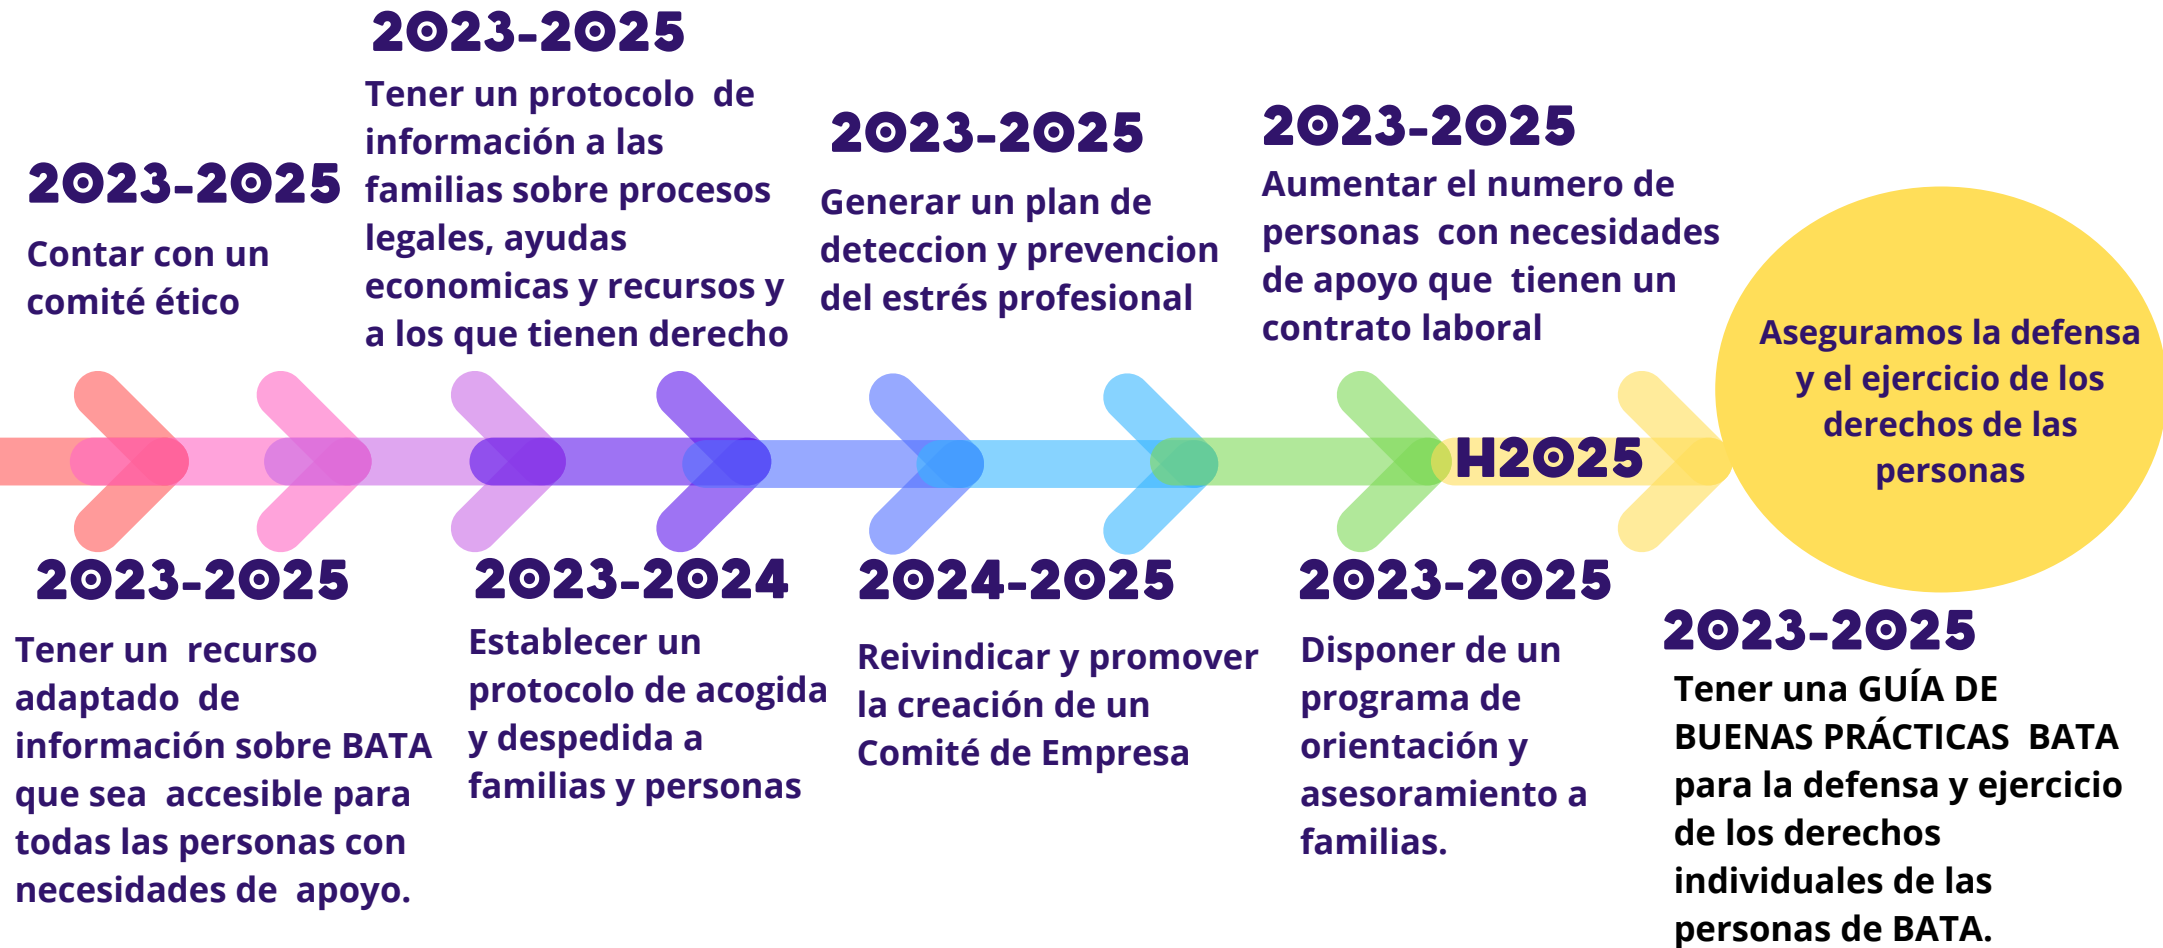 2023-2025
Contar con un
comité ético
2023-2025
Tener un protocolo de
información a las
familias sobre procesos
legales, ayudas
economicas y recursos y
a los que tienen derecho
2023-2025
Generar un plan de
deteccion y prevencion
del estrés profesional
2023-2025
Aumentar el numero de
personas con necesidades
de apoyo que tienen un
contrato laboral
H2025
Aseguramos la defensa
y el ejercicio de los
derechos de las
personas
2023-2025
Tener un recurso
adaptado de
información sobre BATA
que sea accesible para
todas las personas con
necesidades de apoyo.
2023-2024
Establecer un
protocolo de acogida
y despedida a
familias y personas
2024-2025
Reivindicar y promover
la creación de un
Comité de Empresa
2023-2025
Disponer de un
programa de
orientación y
asesoramiento a
familias.
2023-2025
Tener una GUÍA DE
BUENAS PRÁCTICAS BATA
para la defensa y ejercicio
de los derechos
individuales de las
personas de BATA.